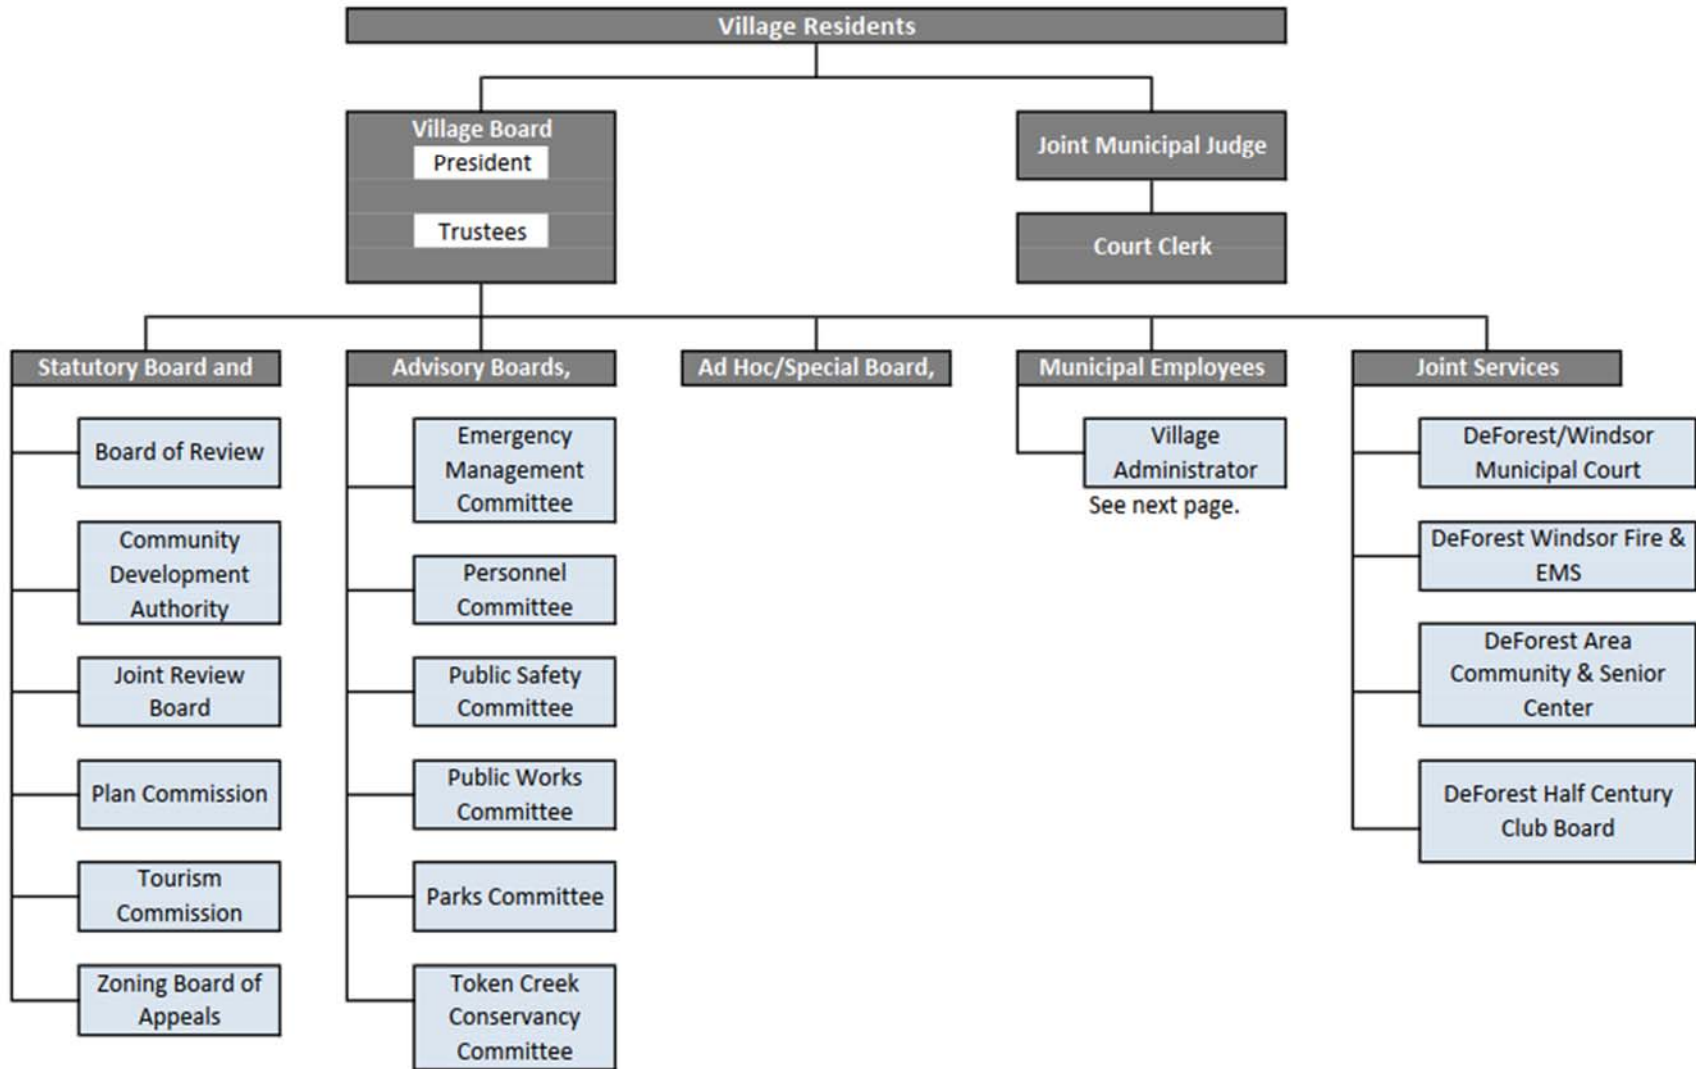 Village Residents
Village Board
President
Trustees
Joint Municipal Judge
Court Clerk
Statutory Board and
Board of Review
Community
Development
Authority
Joint Review
Board
Plan Commission
Tourism
Commission
Zoning Board of
Appeals
Advisory Boards,
Emergency
Management
Committee
Personnel
Committee
Public Safety
Committee
Public Works
Committee
Parks Committee
Token Creek
Conservancy
Committee
Ad Hoc/Special Board,
Municipal Employees
Village
Administrator
See next page.
Joint Services
DeForest/Windsor
Municipal Court
DeForest Windsor Fire &
EMS
DeForest Area
Community & Senior
Center
DeForest Half Century
Club Board